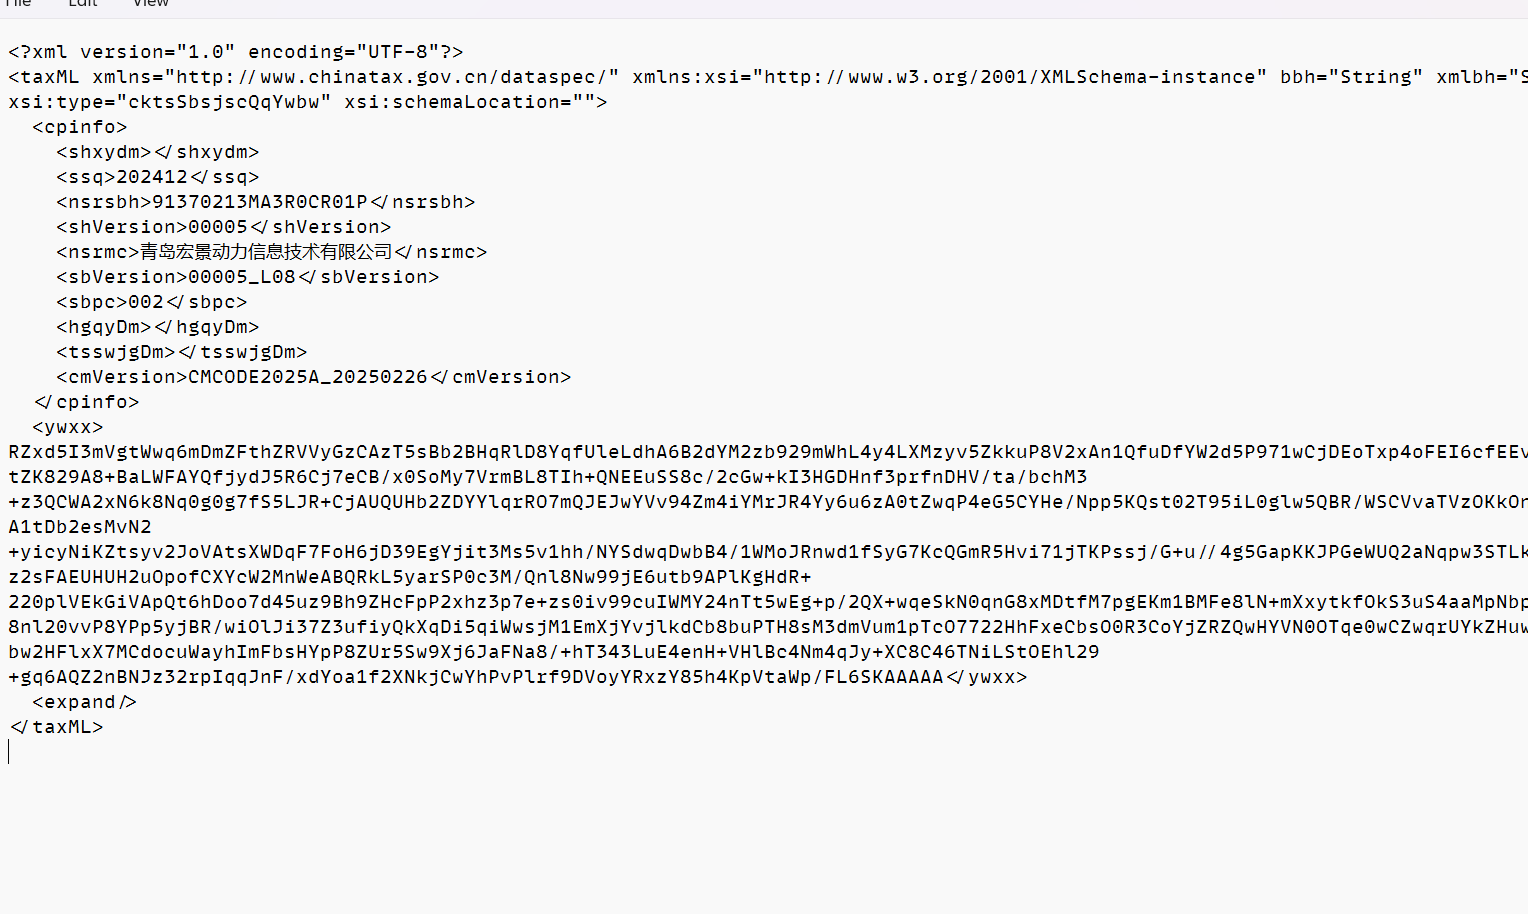 File Edit View
<?xml version="1.0" encoding="UTF-8"?>
<taxML xmlns="http://www.chinatax.gov.cn/dataspec/" xmlns:xsi="http://www.w3.org/2001/XMLSchema-instance" bbh="String" xmlbh="S
xsi:type="cktsSbsjscQqYwbw" xsi:schemaLocation="">
<cpinfo>
<shxydm></shxydm>
<ssq>202412</ssq>
<nsrsbh>91370213MA3R0CR01P</nsrsbh>
<shVersion>00005</shVersion>
<nsrmc>青岛宏景动力信息技术有限公司</nsrmc>
<sbVersion>00005_L08</sbVersion>
<sbpc>002</sbpc>
<hgqyDm></hgqyDm>
<tsswjgDm></tsswjgDm>
<cmVersion>CMCODE2025A_20250226</cmVersion>
</cpinfo>
<ywxx>
RZxd5I3mVgtWwq6mDmZFthZRVVyGzCAzT5sBb2BHqRlD8YqfUleLdhA6B2dYM2zb929mWhL4y4LXMzyv5ZkkuP8V2xAn1QfuDfYW2d5P971wCjDEoTxp4oFEI6cfEEv
tZK829A8+BaLWFAYQfjydJ5R6Cj7eCB/x0SoMy7VrmBL8TIh+QNEEuSS8c/2cGw+kI3HGDHnf3prfnDHV/ta/bchM3
+z3QCWA2xN6k8Nq0g0g7fS5LJR+CjAUQUHb2ZDYYlqrRO7mQJEJwYVv94Zm4iYMrJR4Yy6u6zA0tZwqP4eG5CYHe/Npp5KQst02T95iL0glw5QBR/WSCVvaTVzOKkOn
A1tDb2esMvN2
+yicyNiKZtsyv2JoVAtsXWDqF7FoH6jD39EgYjit3Ms5v1hh/NYSdwqDwbB4/1WMoJRnwd1fSyG7KcQGmR5Hvi71jTKPssj/G+u//4g5GapKKJPGeWUQ2aNqpw3STLk
z2sFAEUHUH2uOpofCXYcW2MnWeABQRkL5yarSP0c3M/Qnl8Nw99jE6utb9APlKgHdR+
220plVEkGiVApQt6hDoo7d45uz9Bh9ZHcFpP2xhz3p7e+zs0iv99cuIWMY24nTt5wEg+p/2QX+wqeSkN0qnG8xMDtfM7pgEKm1BMFe8lN+mXxytkfOkS3uS4aaMpNbp
8nl20vvP8YPp5yjBR/wiOlJi37Z3ufiyQkXqDi5qiWwsjM1EmXjYvjlkdCb8buPTH8sM3dmVum1pTcO7722HhFxeCbsO0R3CoYjZRZQwHYVN0OTqe0wCZwqrUYkZHuw
bw2HFlxX7MCdocuWayhImFbsHYpP8ZUr5Sw9Xj6JaFNa8/+hT343LuE4enH+VHlBc4Nm4qJy+XC8C46TNiLStOEhl29
+gq6AQZ2nBNJz32rpIqqJnF/xdYoa1f2XNkjCwYhPvPlrf9DVoyYRxzY85h4KpVtaWp/FL6SKAAAAA</ywxx>
<expand/>
</taxML>